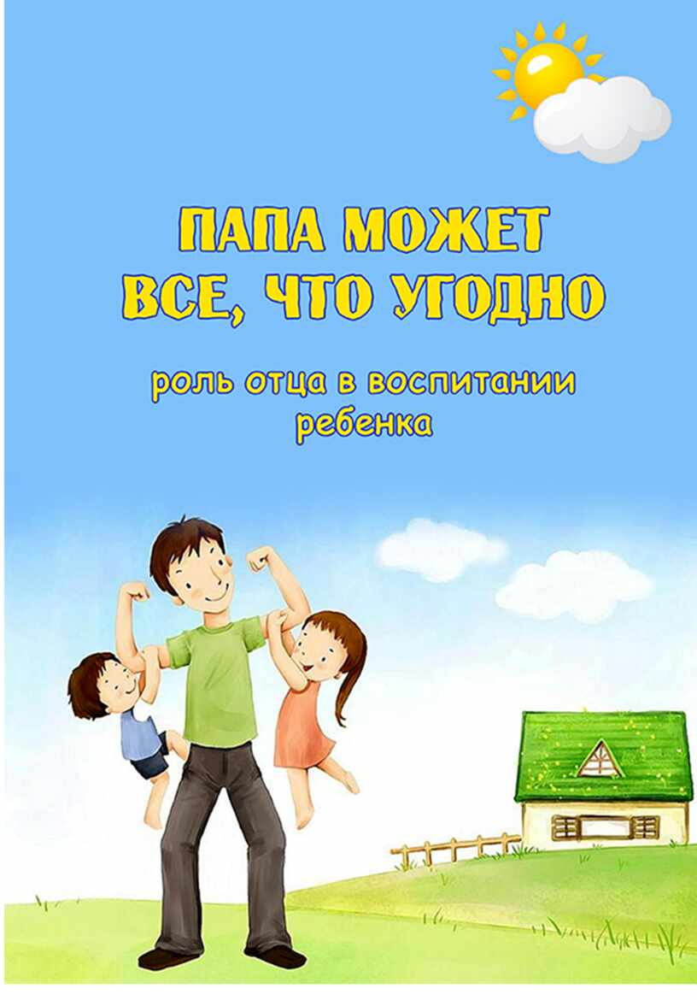 ПАПА МОЖЕТ
ВСЕ, ЧТО УГОДНО
роль отца в воспитании
ребенка